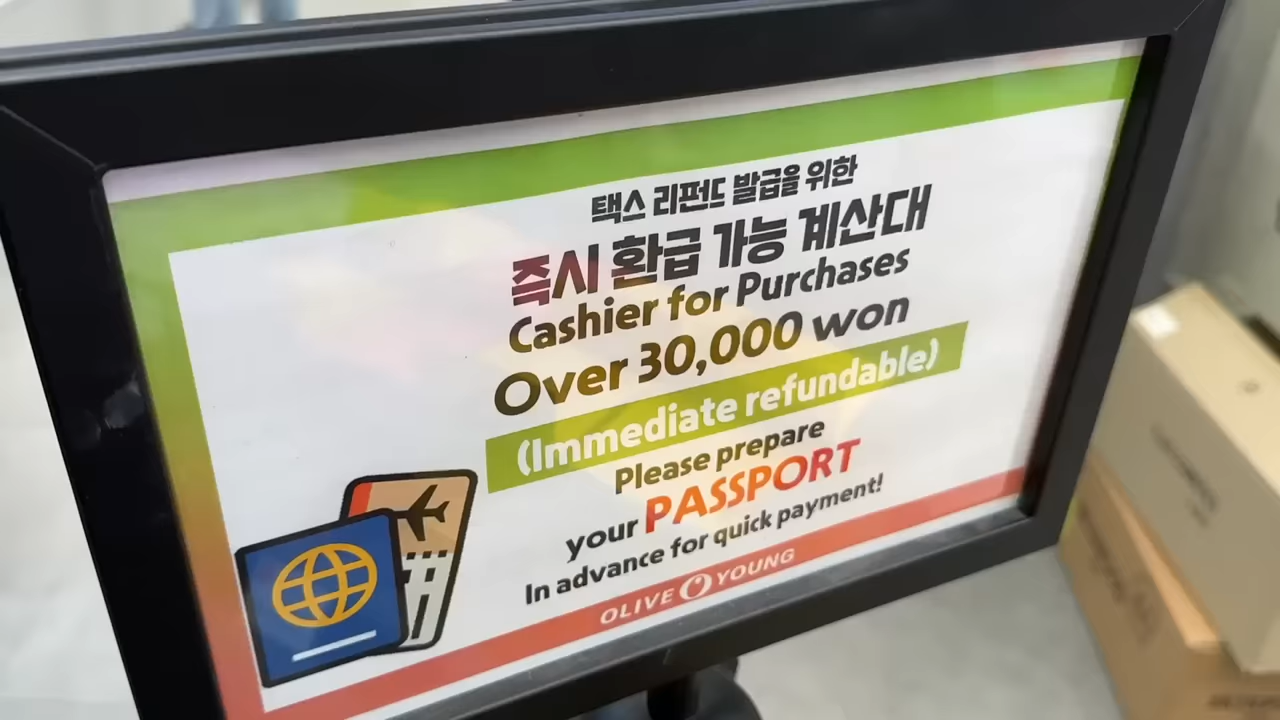 택스 리펀드 발급을 위한
즉시 환급 가능 계산대
Cashier for Purchases
Over 30,000 won
(Immediate refundable)
Please prepare
your PASSPORT
In advance for quick payment!
OLIVE YOUNG